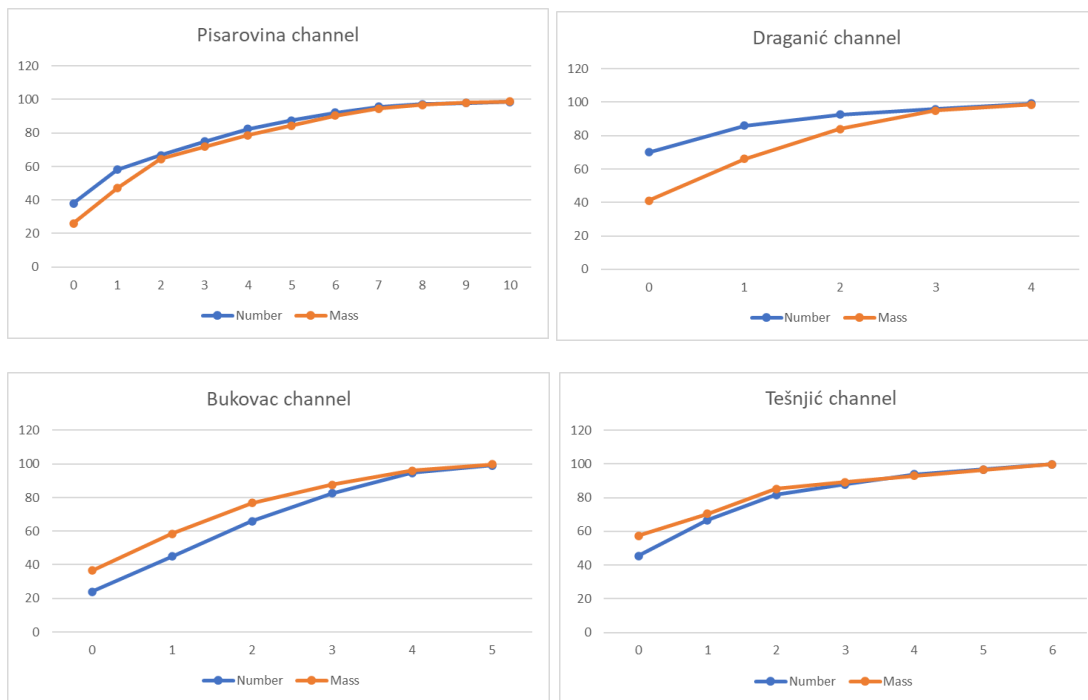 Pisarovina channel
120
100
80
60
40
20
0
0 1 2 3 4 5 6 7 8 9 10
Number Mass
Draganić channel
120
100
80
60
40
20
0
0 1 2 3 4
Number Mass
Bukovac channel
120
100
80
60
40
20
0
0 1 2 3 4 5
Number Mass
Tešnjić channel
120
100
80
60
40
20
0
0 1 2 3 4 5 6
Number Mass